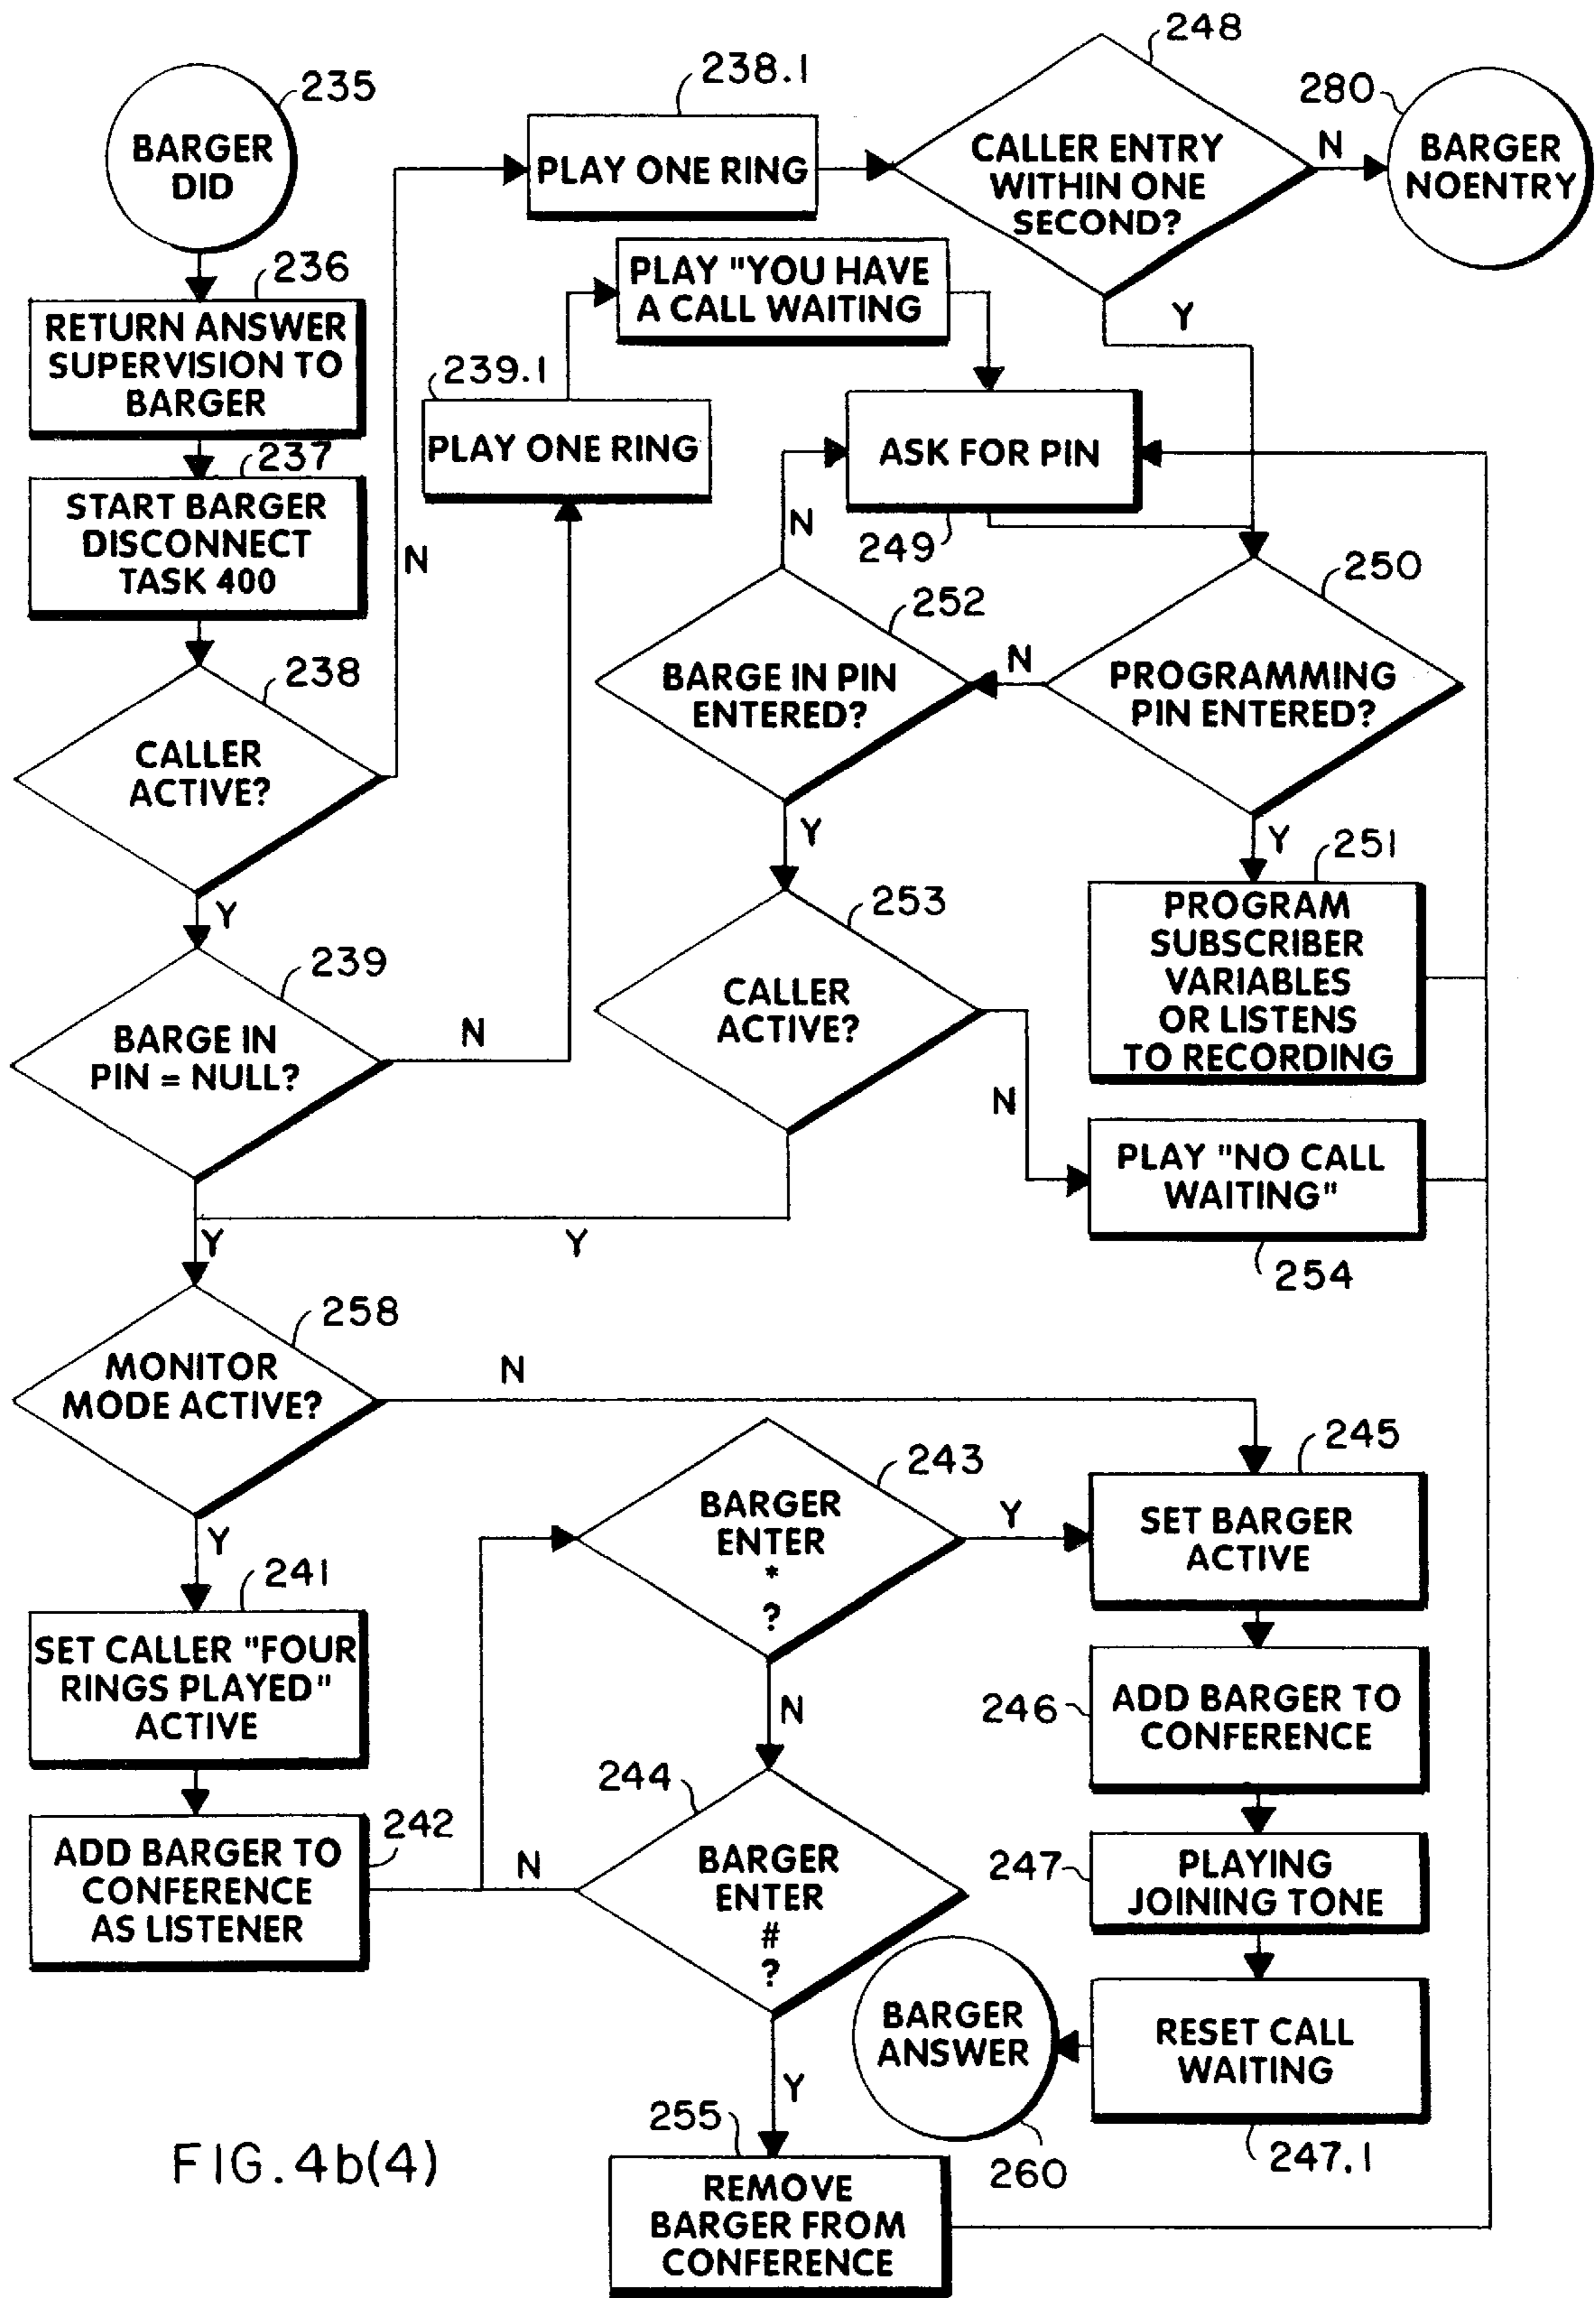 235
BARGER
DID
236
RETURN ANSWER
SUPERVISION TO
BARGER
237
START BARGER
DISCONNECT
TASK 400
238
CALLER
ACTIVE?
N
Y
239
BARGE IN
PIN = NULL?
N
Y
238.1
PLAY ONE RING
248
CALLER ENTRY
WITHIN ONE
SECOND?
N
Y
280
BARGER
NOENTRY
PLAY "YOU HAVE
A CALL WAITING
239.1
PLAY ONE RING
ASK FOR PIN
249
N
252
BARGE IN PIN
ENTERED?
N
250
PROGRAMMING
PIN ENTERED?
Y
Y
251
PROGRAM
SUBSCRIBER
VARIABLES
OR LISTENS
TO RECORDING
253
CALLER
ACTIVE?
N
Y
PLAY "NO CALL
WAITING"
254
258
MONITOR
MODE ACTIVE?
N
Y
241
SET CALLER "FOUR
RINGS PLAYED"
ACTIVE
242
ADD BARGER TO
CONFERENCE
AS LISTENER
243
BARGER
ENTER
*
?
Y
N
244
BARGER
ENTER
#
?
N
Y
245
SET BARGER
ACTIVE
246
ADD BARGER TO
CONFERENCE
247
PLAYING
JOINING TONE
RESET CALL
WAITING
247.1
BARGER
ANSWER
260
255
REMOVE
BARGER FROM
CONFERENCE
FIG.4b(4)